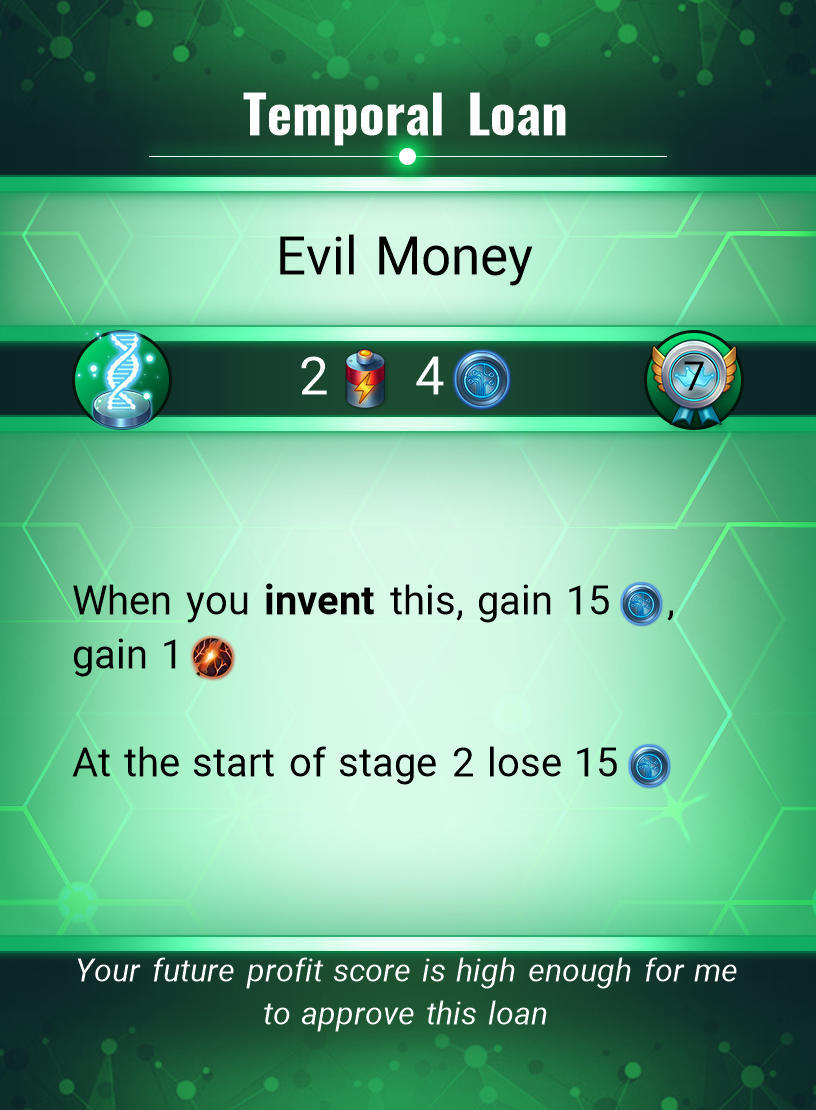 Temporal Loan
Evil Money
2 4 7
When you invent this, gain 15 ,
gain 1
At the start of stage 2 lose 15
Your future profit score is high enough for me
to approve this loan